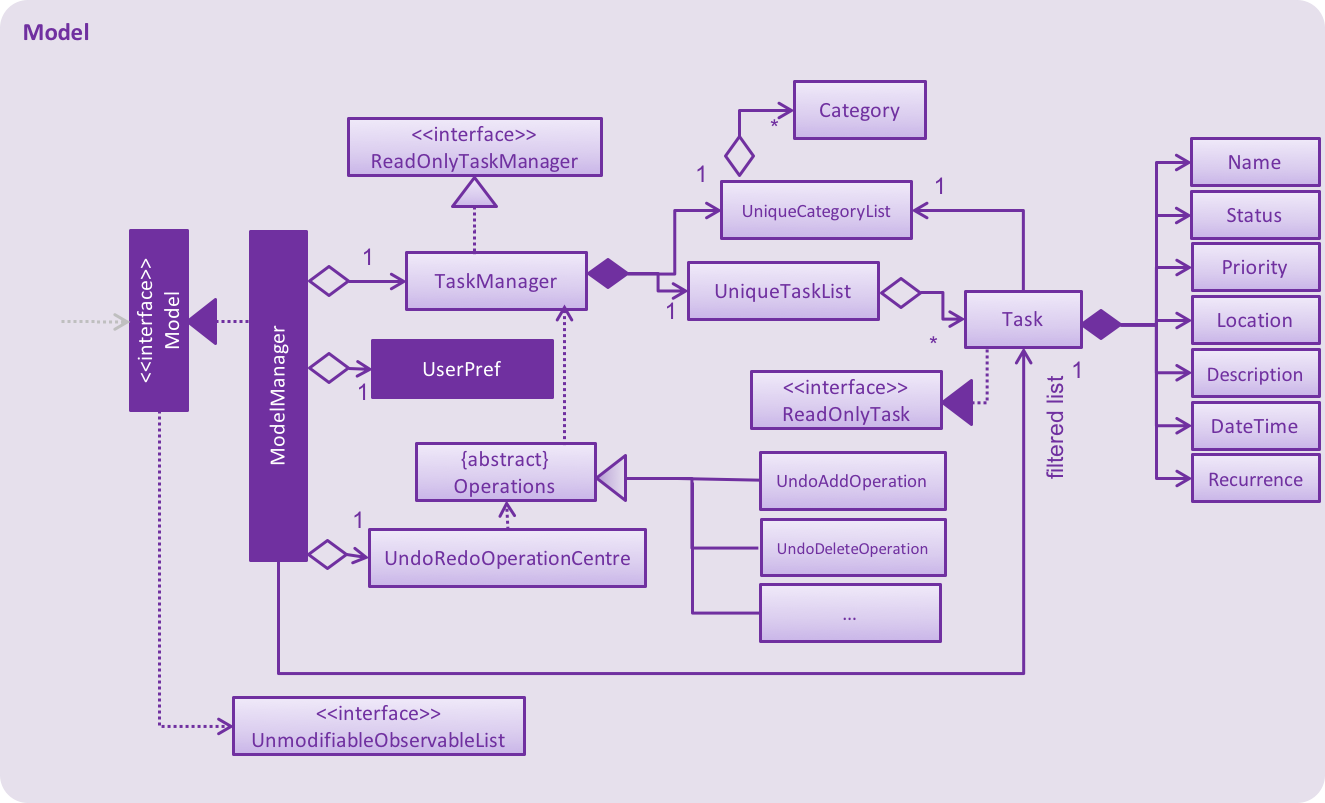 Model
Category
*
<<interface>>
ReadOnlyTaskManager
1
1
UniqueCategoryList
Name
Status
Priority
Location
Description
DateTime
Recurrence
<<interface>>
Model
ModelManager
1
TaskManager
UniqueTaskList
1
*
Task
1
filtered list
UserPref
1
<<interface>>
ReadOnlyTask
{abstract}
Operations
UndoAddOperation
UndoDeleteOperation
...
1
UndoRedoOperationCentre
<<interface>>
UnmodifiableObservableList